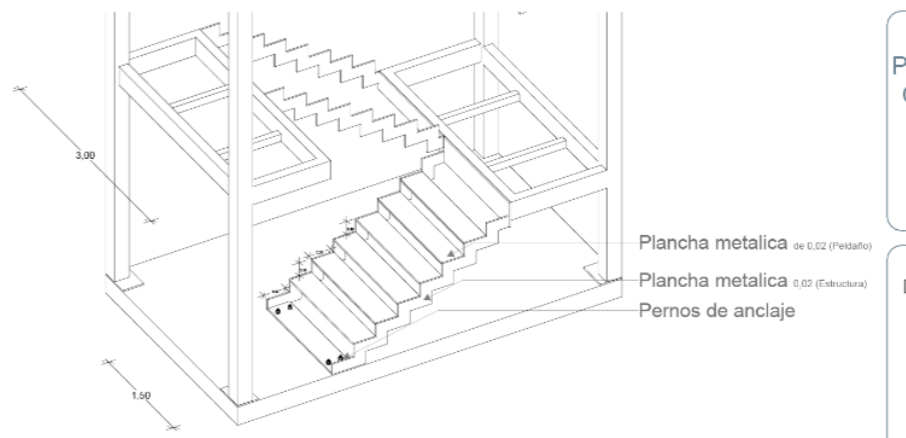 3,00
Plancha metalica de 0,02 (Peldaño)
Plancha metalica 0,02 (Estructura)
Pernos de anclaje
1,50
P
D